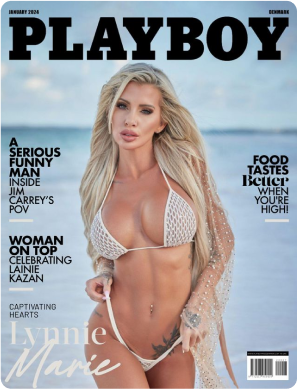 JANUARY 2024
DENMARK
PLAYBOY
A
SERIOUS
FUNNY
MAN
INSIDE
JIM
CARREY'S
POV
WOMAN
ON TOP
CELEBRATING
LAINIE
KAZAN
CAPTIVATING
HEARTS
Lynnie
Marie
FOOD
TASTES
Better
WHEN
YOU'RE
HIGH!